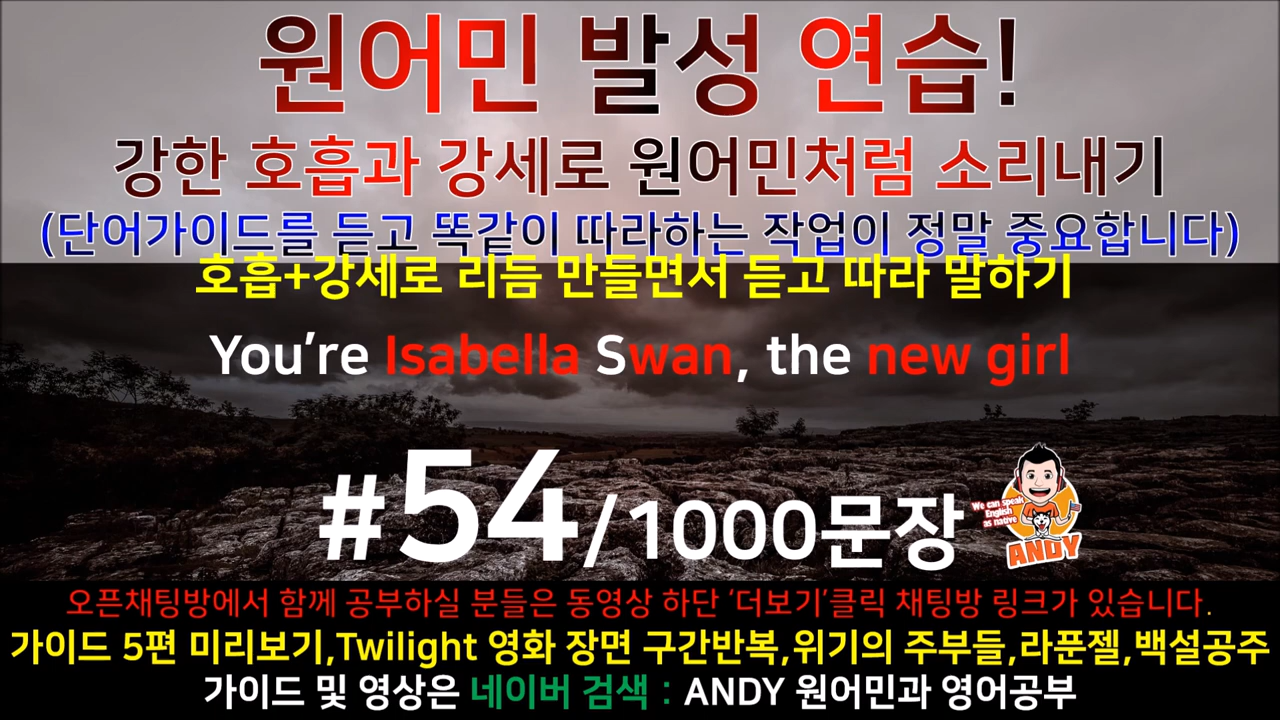 원어민 발성 연습!
강한 호흡과 강세로 원어민처럼 소리내기
(단어가이드를 듣고 똑같이 따라하는 작업이 정말 중요합니다)
호흡+강세로 리듬 만들면서 듣고 따라 말하기
You’re Isabella Swan, the new girl
#54/1000문장
We can speak
English
as native
ANDY
오픈채팅방에서 함께 공부하실 분들은 동영상 하단 ‘더보기’클릭 채팅방 링크가 있습니다.
가이드 5편 미리보기,Twilight 영화 장면 구간반복,위기의 주부들,라푼젤,백설공주
가이드 및 영상은 네이버 검색 : ANDY 원어민과 영어공부